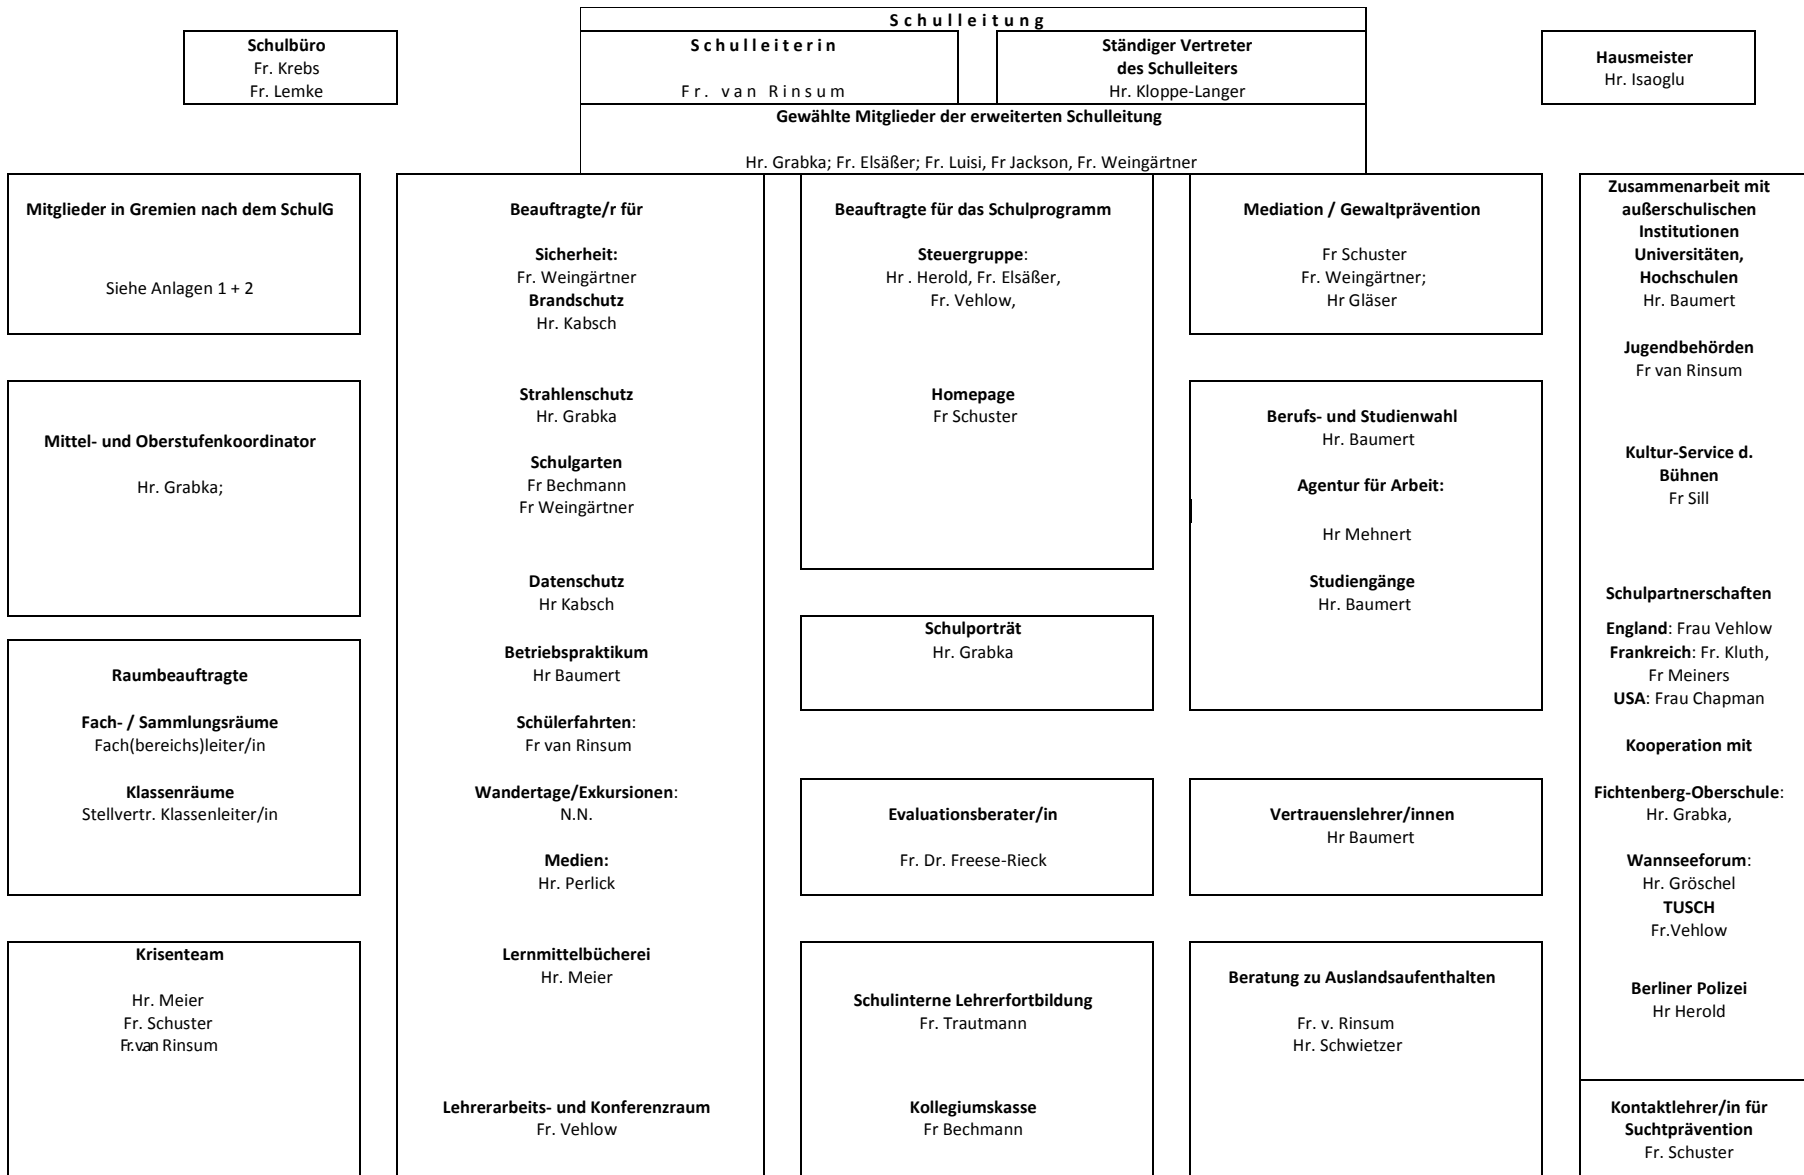 Schulleitung
Schulbüro
Fr. Krebs
Fr. Lemke
Schulleiterin
Fr. van Rinsum
Ständiger Vertreter
des Schulleiters
Hr. Kloppe-Langer
Hausmeister
Hr. Isaoglu
Gewählte Mitglieder der erweiterten Schulleitung
Hr. Grabka; Fr. Elsäßer; Fr. Luisi, Fr Jackson, Fr. Weingärtner
Mitglieder in Gremien nach dem SchulG
Siehe Anlagen 1 + 2
Mittel- und Oberstufenkoordinator
Hr. Grabka;
Raumbeauftragte
Fach- / Sammlungsräume
Fach(bereichs)leiter/in
Klassenräume
Stellvertr. Klassenleiter/in
Krisenteam
Hr. Meier
Fr. Schuster
Fr.van Rinsum
Beauftragte/r für
Sicherheit:
Fr. Weingärtner
Brandschutz
Hr. Kabsch
Strahlenschutz
Hr. Grabka
Schulgarten
Fr Bechmann
Fr Weingärtner
Datenschutz
Hr Kabsch
Betriebspraktikum
Hr Baumert
Schülerfahrten:
Fr van Rinsum
Wandertage/Exkursionen:
N.N.
Medien:
Hr. Perlick
Lernmittelbücherei
Hr. Meier
Lehrerarbeits- und Konferenzraum
Fr. Vehlow
Beauftragte für das Schulprogramm
Steuergruppe:
Hr . Herold, Fr. Elsäßer,
Fr. Vehlow,
Homepage
Fr Schuster
Schulporträt
Hr. Grabka
Evaluationsberater/in
Fr. Dr. Freese-Rieck
Schulinterne Lehrerfortbildung
Fr. Trautmann
Kollegiumskasse
Fr Bechmann
Mediation / Gewaltprävention
Fr Schuster
Fr. Weingärtner;
Hr Gläser
Berufs- und Studienwahl
Hr. Baumert
Agentur für Arbeit:
Hr Mehnert
Studiengänge
Hr. Baumert
Vertrauenslehrer/innen
Hr Baumert
Beratung zu Auslandsaufenthalten
Fr. v. Rinsum
Hr. Schwietzer
Zusammenarbeit mit
außerschulischen
Institutionen
Universitäten,
Hochschulen
Hr. Baumert
Jugendbehörden
Fr van Rinsum
Kultur-Service d.
Bühnen
Fr Sill
Schulpartnerschaften
England: Frau Vehlow
Frankreich: Fr. Kluth,
Fr Meiners
USA: Frau Chapman
Kooperation mit
Fichtenberg-Oberschule:
Hr. Grabka,
Wannseeforum:
Hr. Gröschel
TUSCH
Fr.Vehlow
Berliner Polizei
Hr Herold
Kontaktlehrer/in für
Suchtprävention
Fr. Schuster